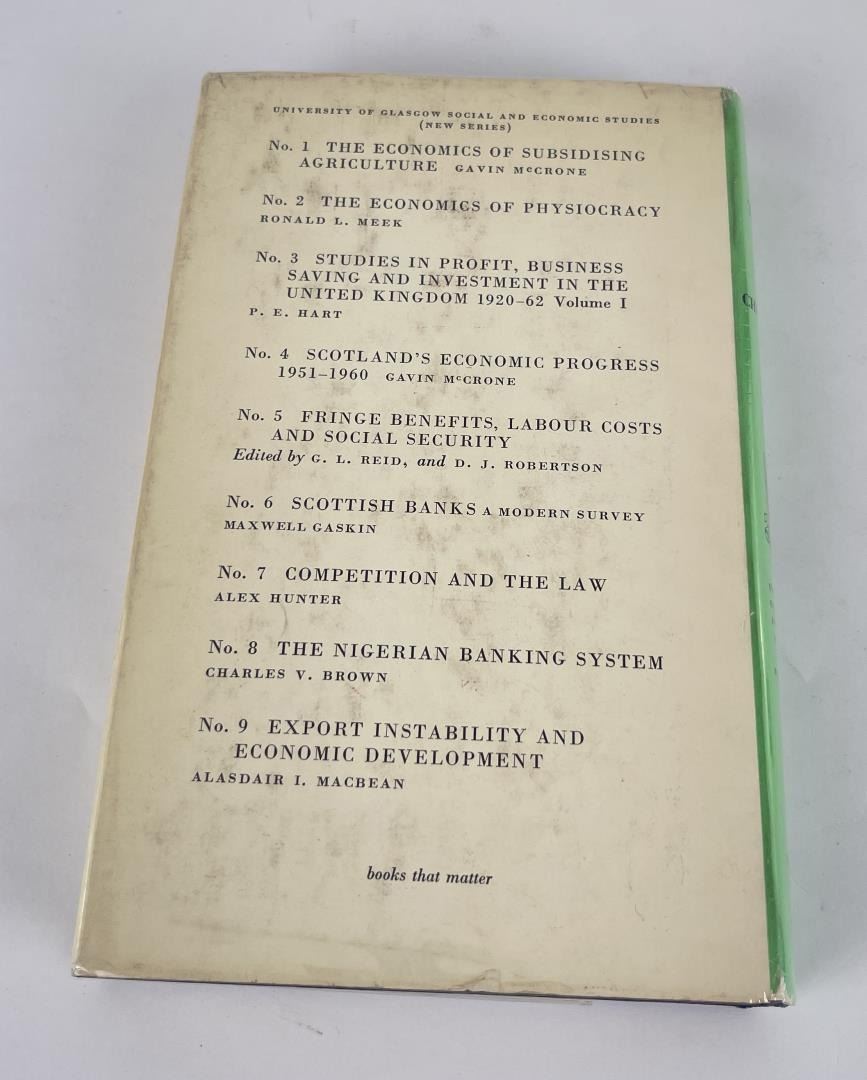 UNIVERSITY OF GLASGOW SOCIAL AND ECONOMIC STUDIES
(NEW SERIES)
No. 1 THE ECONOMICS OF SUBSIDISING
AGRICULTURE GAVIN McCRONE
No. 2 THE ECONOMICS OF PHYSIOCRACY
RONALD L. MEEK
No. 3 STUDIES IN PROFIT, BUSINESS
SAVING AND INVESTMENT IN THE
UNITED KINGDOM 1920–62 Volume I
P. E. HART
No. 4 SCOTLAND'S ECONOMIC PROGRESS
1951–1960 GAVIN McCRONE
No. 5 FRINGE BENEFITS, LABOUR COSTS
AND SOCIAL SECURITY
Edited by G. L. REID, and D. J. ROBERTSON
No. 6 SCOTTISH BANKS A MODERN SURVEY
MAXWELL GASKIN
No. 7 COMPETITION AND THE LAW
ALEX HUNTER
No. 8 THE NIGERIAN BANKING SYSTEM
CHARLES V. BROWN
No. 9 EXPORT INSTABILITY AND
ECONOMIC DEVELOPMENT
ALASDAIR I. MACBEAN
books that matter